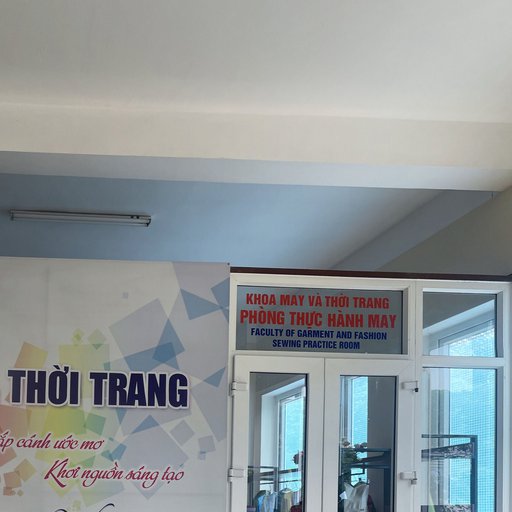 KHOA MAY VÀ THỜI TRANG
PHÒNG THỰC HÀNH MAY
FACULTY OF GARMENT AND FASHION
SEWING PRACTICE ROOM
THỜI TRANG
cánh ước mơ
Khơi nguồn sáng tạo